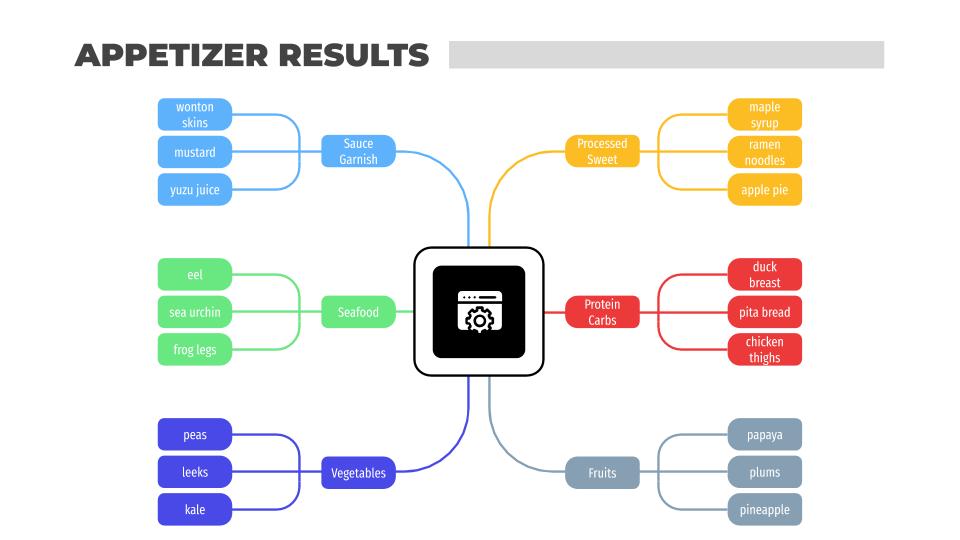 APPETIZER RESULTS
wonton
skins
mustard
yuzu juice
Sauce
Garnish
Processed
Sweet
maple
syrup
ramen
noodles
apple pie
eel
sea urchin
frog legs
Seafood
Protein
Carbs
duck
breast
pita bread
chicken
thighs
peas
leeks
kale
Vegetables
Fruits
papaya
plums
pineapple